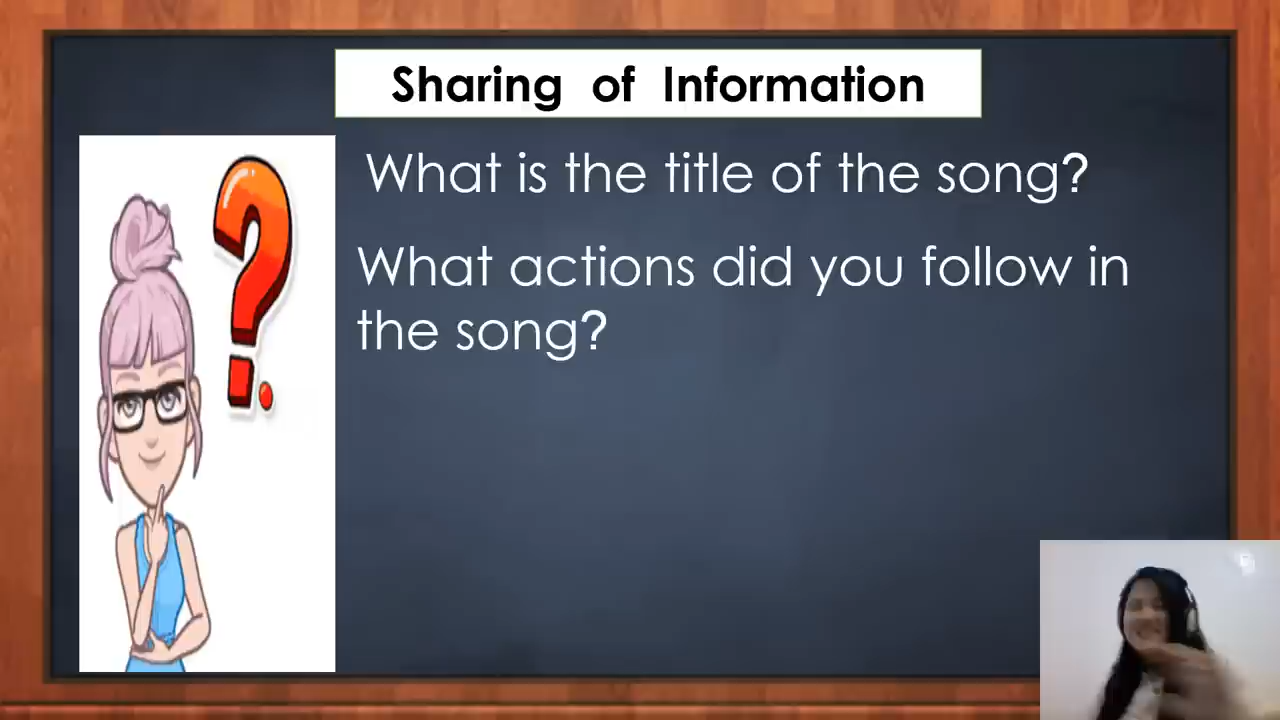 Sharing of Information
What is the title of the song?
What actions did you follow in
the song?